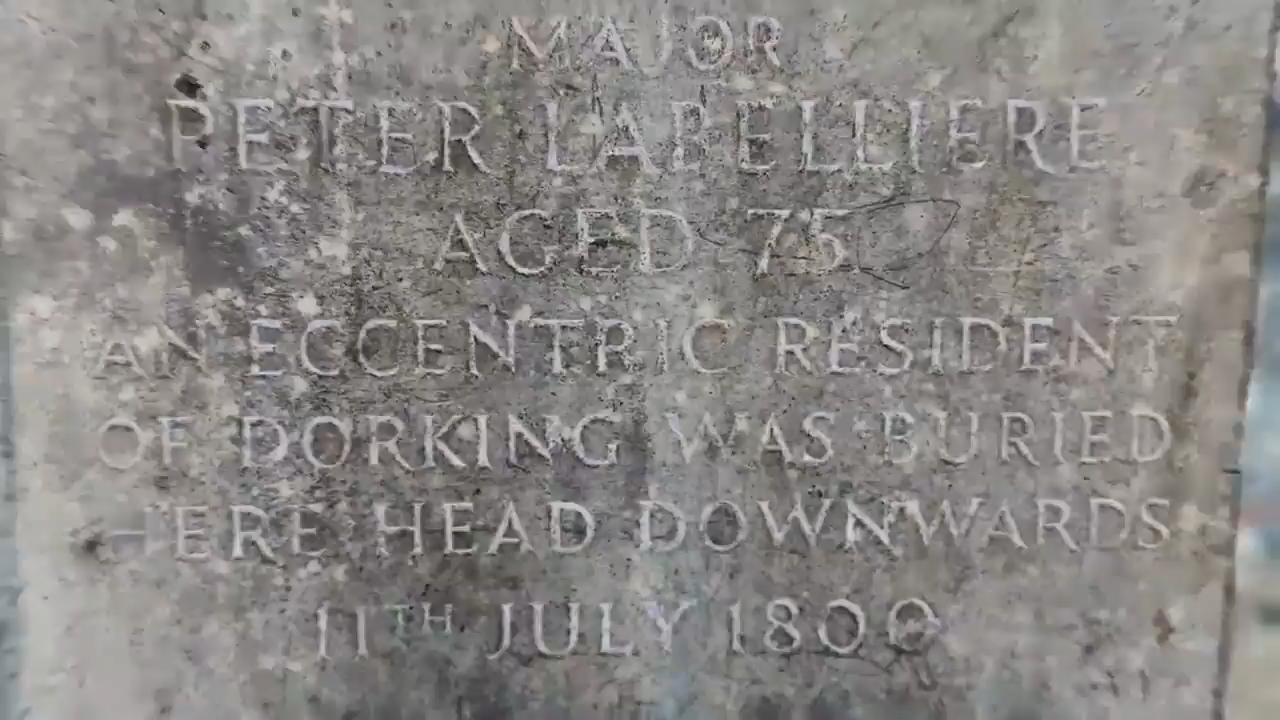 MAJOR
PETER LABELLIERE
AGED 75
AN ECCENTRIC RESIDENT
OF DORKING WAS BURIED
HERE HEAD DOWNWARDS
11TH JULY 1800